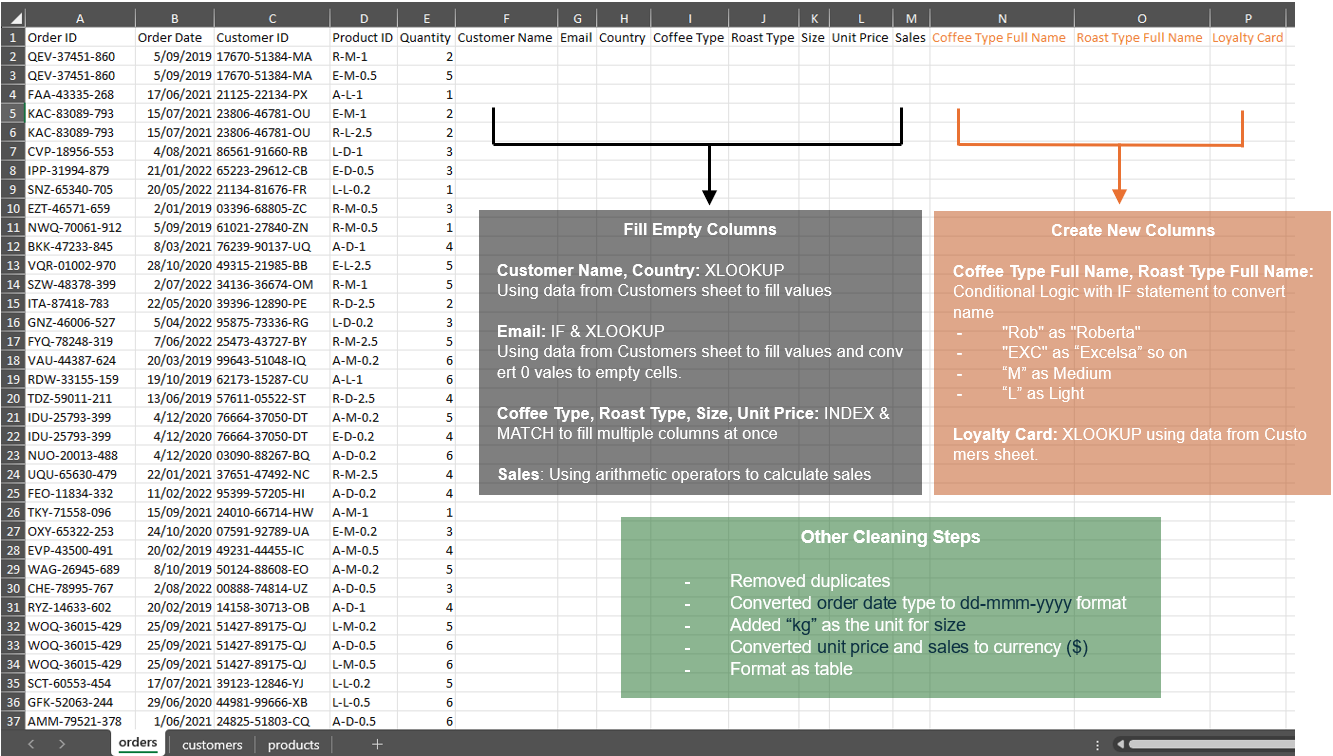 A B C D E F G H I J K L M N O P
1 Order ID Order Date Customer ID Product ID Quantity Customer Name Email Country Coffee Type Roast Type Size Unit Price Sales Coffee Type Full Name Roast Type Full Name Loyalty Card
2 QEV-37451-860 5/09/2019 17670-51384-MA R-M-1 2
3 QEV-37451-860 5/09/2019 17670-51384-MA E-M-0.5 5
4 FAA-43335-268 17/06/2021 21125-22134-PX A-L-1 1
5 KAC-83089-793 15/07/2021 23806-46781-OU E-M-1 2
6 KAC-83089-793 15/07/2021 23806-46781-OU R-L-2.5 2
7 CVP-18956-553 4/08/2021 86561-91660-RB L-D-1 3
8 IPP-31994-879 21/01/2022 65223-29612-CB E-D-0.5 3
9 SNZ-65340-705 20/05/2022 21134-81676-FR L-L-0.2 1
10 EZT-46571-659 2/01/2019 03396-68805-ZC R-M-0.5 3
11 NWQ-70061-912 5/09/2019 61021-27840-ZN R-M-0.5 1
12 BKK-47233-845 8/03/2021 76239-90137-UQ A-D-1 4
13 VQR-01002-970 28/10/2020 49315-21985-BB E-L-2.5 5
14 SZW-48378-399 2/07/2022 34136-36674-OM R-M-1 5
15 ITA-87418-783 22/05/2020 39396-12890-PE R-D-2.5 2
16 GNZ-46006-527 5/04/2022 95875-73336-RG L-D-0.2 3
17 FYQ-78248-319 7/06/2022 25473-43727-BY R-M-2.5 5
18 VAU-44387-624 20/03/2019 99643-51048-IQ A-M-0.2 6
19 RDW-33155-159 19/10/2019 62173-15287-CU A-L-1 6
20 TDZ-59011-211 13/06/2019 57611-05522-ST R-D-2.5 4
21 IDU-25793-399 4/12/2020 76664-37050-DT A-M-0.2 5
22 IDU-25793-399 4/12/2020 76664-37050-DT E-D-0.2 4
23 NUO-20013-488 4/12/2020 03090-88267-BQ A-D-0.2 6
24 UQU-65630-479 22/01/2021 37651-47492-NC R-M-2.5 4
25 FEO-11834-332 11/02/2022 95399-57205-HI A-D-0.2 4
26 TKY-71558-096 15/09/2021 24010-66714-HW A-M-1 1
27 OXY-65322-253 24/10/2020 07591-92789-UA E-M-0.2 3
28 EVP-43500-491 20/02/2019 49231-44455-IC A-M-0.5 4
29 WAG-26945-689 8/10/2019 50124-88608-EO A-M-0.2 5
30 CHE-78995-767 2/08/2022 00888-74814-UZ A-D-0.5 3
31 RYZ-14633-602 20/02/2019 14158-30713-OB A-D-1 4
32 WOQ-36015-429 25/09/2021 51427-89175-QJ L-M-0.2 5
33 WOQ-36015-429 25/09/2021 51427-89175-QJ A-D-0.5 6
34 WOQ-36015-429 25/09/2021 51427-89175-QJ L-M-0.5 6
35 SCT-60553-454 17/07/2021 39123-12846-YJ L-L-0.2 5
36 GFK-52063-244 29/06/2020 44981-99666-XB L-L-0.5 6
37 AMM-79521-378 1/06/2021 24825-51803-CQ A-D-0.5 6
Fill Empty Columns
Customer Name, Country: XLOOKUP
Using data from Customers sheet to fill values
Email: IF & XLOOKUP
Using data from Customers sheet to fill values and conv
ert 0 vales to empty cells.
Coffee Type, Roast Type, Size, Unit Price: INDEX &
MATCH to fill multiple columns at once
Sales: Using arithmetic operators to calculate sales
Create New Columns
Coffee Type Full Name, Roast Type Full Name:
Conditional Logic with IF statement to convert
name
- "Rob” as "Roberta"
- "EXC" as “Excelsa” so on
- “M” as Medium
- “L” as Light
Loyalty Card: XLOOKUP using data from Custo
mers sheet.
Other Cleaning Steps
- Removed duplicates
- Converted order date type to dd-mmm-yyyy format
- Added “kg” as the unit for size
- Converted unit price and sales to currency ($)
- Format as table
orders customers products